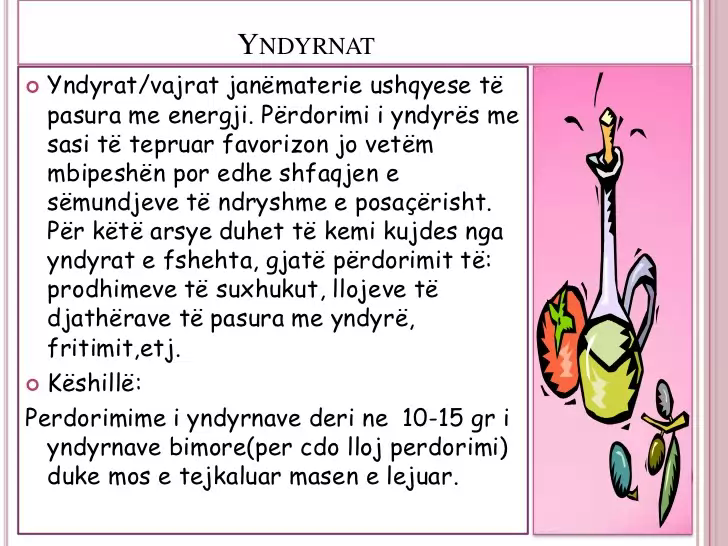 YNDYRNAT
Yndyrat/vajrat janëmaterie ushqyese të
pasura me energji. Përdorimi i yndyrës me
sasi të tepruar favorizon jo vetëm
mbipeshën por edhe shfaqjen e
sëmundjeve të ndryshme e posaçërisht.
Për këtë arsye duhet të kemi kujdes nga
yndyrat e fshehta, gjatë përdorimit të:
prodhimeve të suxhukut, llojeve të
djathërave të pasura me yndyrë,
fritimit,etj.
Këshillë:
Perdorimime i yndyrnave deri ne 10-15 gr i
yndyrnave bimore(per cdo lloj perdorimi)
duke mos e tejkaluar masen e lejuar.